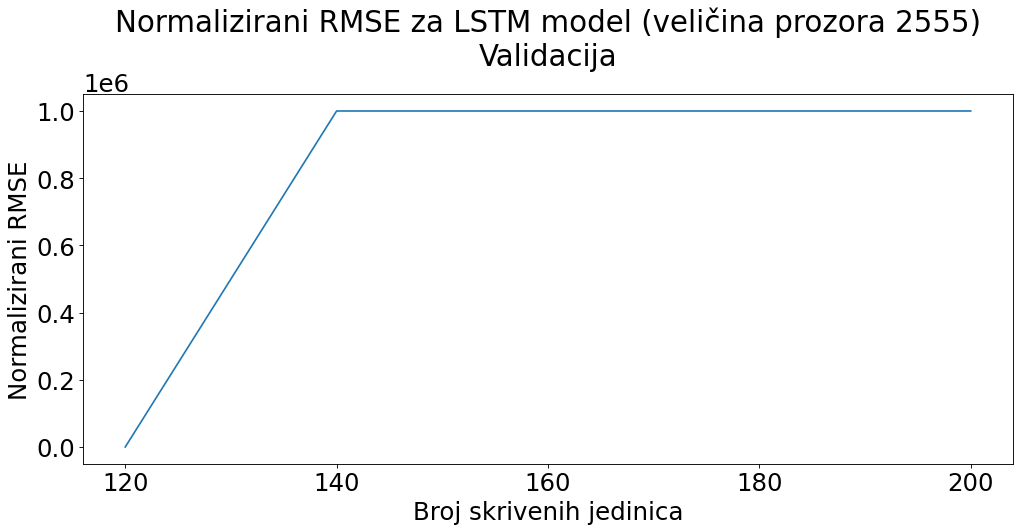 Normalizirani RMSE za LSTM model (veličina prozora 2555)
Validacija
1e6
Normalizirani RMSE
1.0
0.8
0.6
0.4
0.2
0.0
120 140 160 180 200
Broj skrivenih jedinica